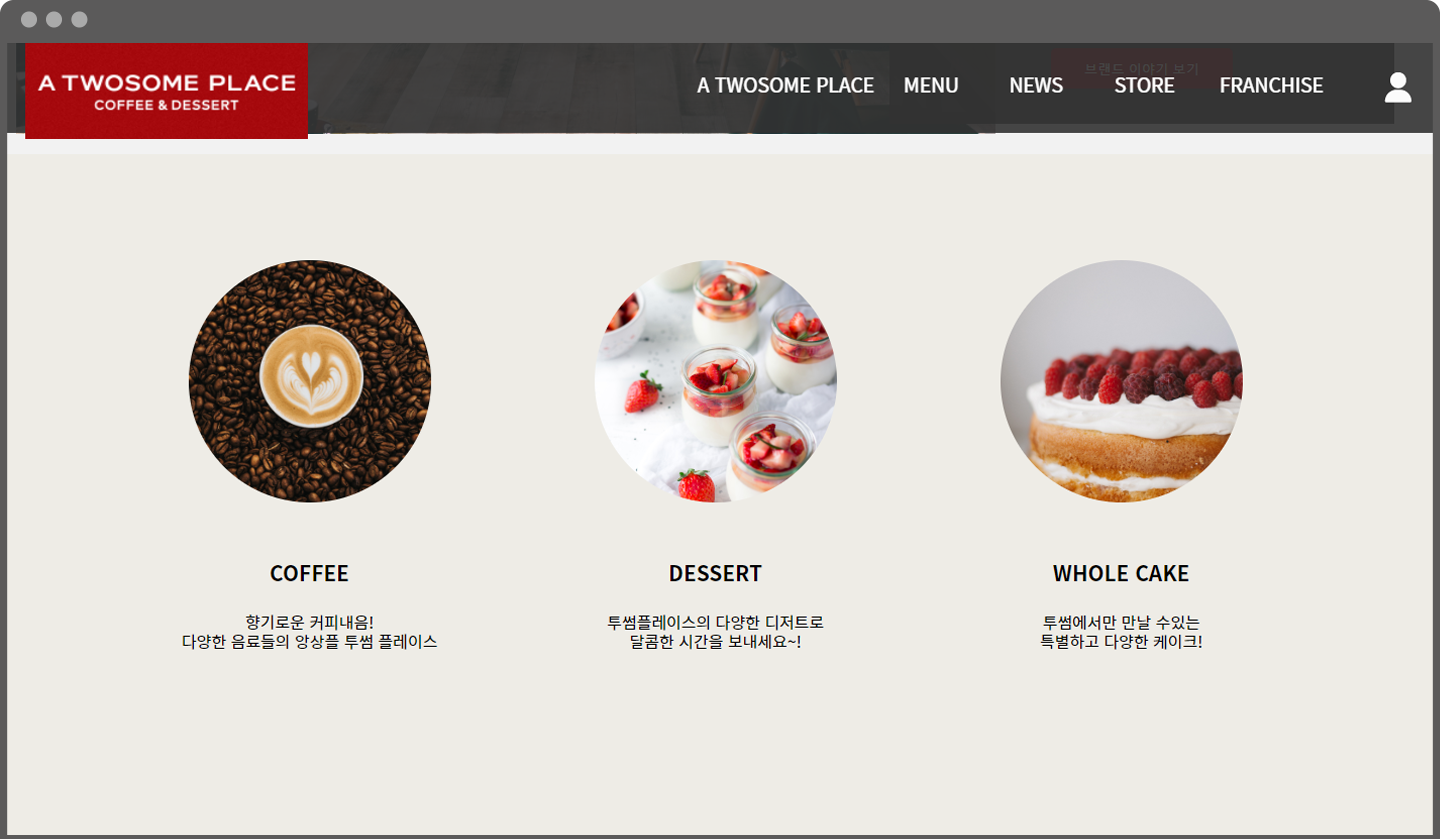 A TWOSOME PLACE
COFFEE & DESSERT
브랜드 이야기 보기
A TWOSOME PLACE MENU NEWS STORE FRANCHISE
COFFEE
향기로운 커피내음!
다양한 음료들의 앙상플 투썸 플레이스
DESSERT
투썸플레이스의 다양한 디저트로
달콤한 시간을 보내세요~!
WHOLE CAKE
투썸에서만 만날 수있는
특별하고 다양한 케이크!